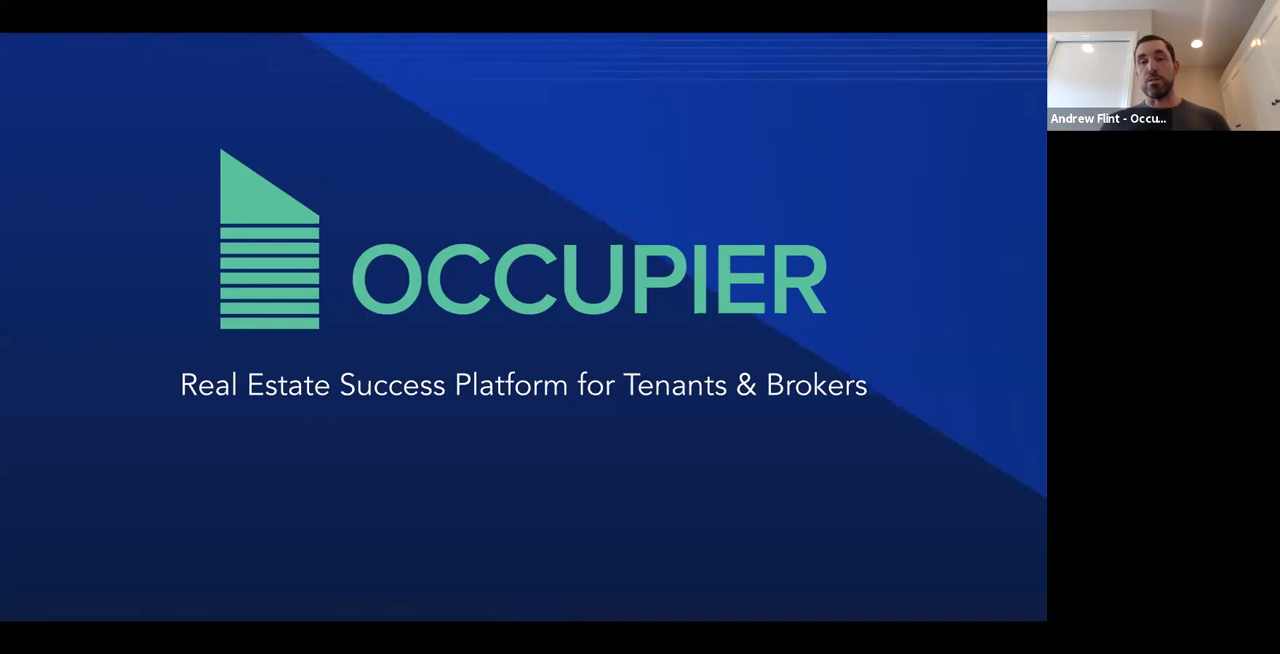 OCCUPIER
Real Estate Success Platform for Tenants & Brokers
Andrew Flint - Occu...